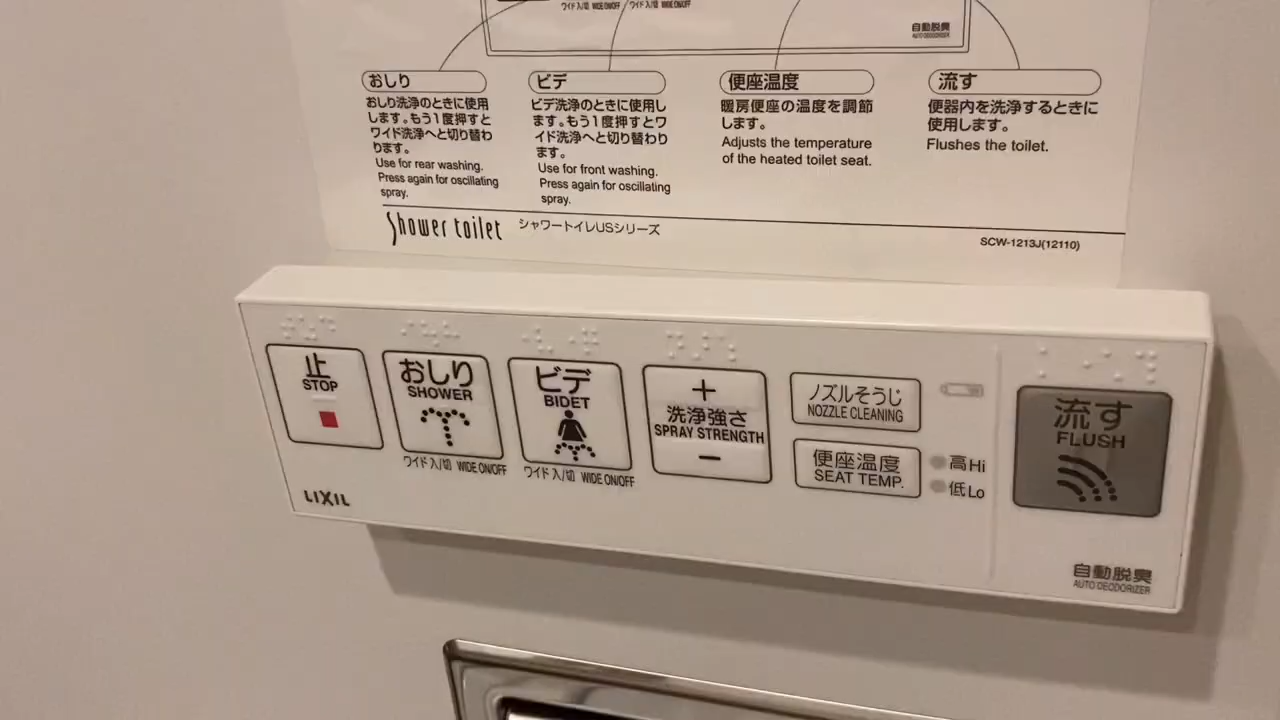 ワイド入/切 WIDE ON/OFF
ワイド入/切 WIDE ON/OFF
自動脱臭
AUTO DEODORIZER
おしり
おしり洗浄のときに使用
します。もう1度押すと
ワイド洗浄へと切り替わ
ります。
Use for rear washing.
Press again for oscillating
spray.
ビデ
ビデ洗浄のときに使用し
ます。もう1度押すとワ
イド洗浄へと切り替わり
ます。
Use for front washing.
Press again for oscillating
spray.
便座温度
暖房便座の温度を調節
します。
Adjusts the temperature
of the heated toilet seat.
流す
便器内を洗浄するときに
使用します。
Flushes the toilet.
Shower toilet シャワートイレUSシリーズ
SCW-1213J(12110)
止
STOP
おしり
SHOWER
ワイド入/切 WIDE ON/OFF
ビデ
BIDET
ワイド入/切 WIDE ON/OFF
+
洗浄強さ
SPRAY STRENGTH
−
ノズルそうじ
NOZZLE CLEANING
便座温度
SEAT TEMP.
高Hi
低Lo
流す
FLUSH
LIXIL
自動脱臭
AUTO DEODORIZER